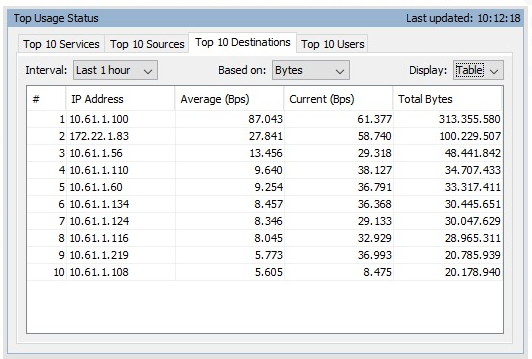 Top Usage Status Last updated: 10:12:18
Top 10 Services Top 10 Sources Top 10 Destinations Top 10 Users
Interval: Last 1 hour Based on: Bytes Display: Table
# IP Address Average (Bps) Current (Bps) Total Bytes
1 10.61.1.100 87.043 61.377 313.355.580
2 172.22.1.83 27.841 58.740 100.229.507
3 10.61.1.56 13.456 29.318 48.441.842
4 10.61.1.110 9.640 38.127 34.707.433
5 10.61.1.60 9.254 36.791 33.317.411
6 10.61.1.134 8.457 36.368 30.445.651
7 10.61.1.124 8.346 29.133 30.047.629
8 10.61.1.116 8.045 32.929 28.965.311
9 10.61.1.219 5.773 36.993 20.785.939
10 10.61.1.108 5.605 8.475 20.178.940